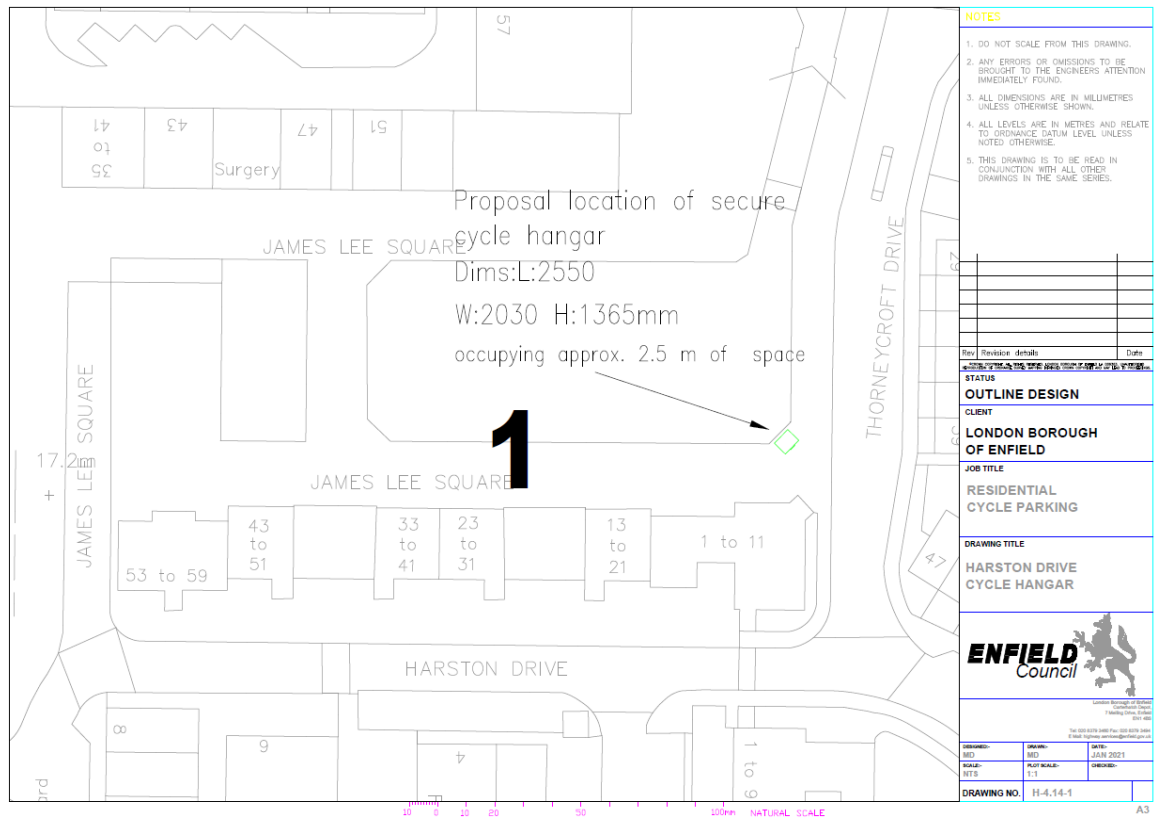 57
41
to
35
43
47
51
Surgery
Proposal location of secure
cycle hangar
Dims:L:2550
W:2030 H:1365mm
occupying approx. 2.5 m of space
JAMES LEE SQUARE
THORNEYCROFT DRIVE
29
39
JAMES LEE SQUARE
17.2m
+
1
JAMES LEE SQUARE
43
to
51
33
to
41
23
to
31
13
to
21
1 to 11
53 to 59
47
HARSTON DRIVE
8
6
4
1 to 9
10 0 10 20 50 100mm NATURAL SCALE
NOTES
1. DO NOT SCALE FROM THIS DRAWING.
2. ANY ERRORS OR OMISSIONS TO BE
BROUGHT TO THE ENGINEERS ATTENTION
IMMEDIATELY FOUND.
3. ALL DIMENSIONS ARE IN MILLIMETRES
UNLESS OTHERWISE SHOWN.
4. ALL LEVELS ARE IN METRES AND RELATE
TO ORDNANCE DATUM LEVEL UNLESS
NOTED OTHERWISE.
5. THIS DRAWING IS TO BE READ IN
CONJUNCTION WITH ALL OTHER
DRAWINGS IN THE SAME SERIES.
Rev Revision details Date
STATUS
OUTLINE DESIGN
CLIENT
LONDON BOROUGH
OF ENFIELD
JOB TITLE
RESIDENTIAL
CYCLE PARKING
DRAWING TITLE
HARSTON DRIVE
CYCLE HANGAR
ENFIELD
Council
London Borough of Enfield
DESIGNED:- DRAWN:- DATE:-
MD MD JAN 2021
SCALE:- PLOT SCALE:- CHECKED:-
NTS 1:1
DRAWING NO. H-4.14-1
A3